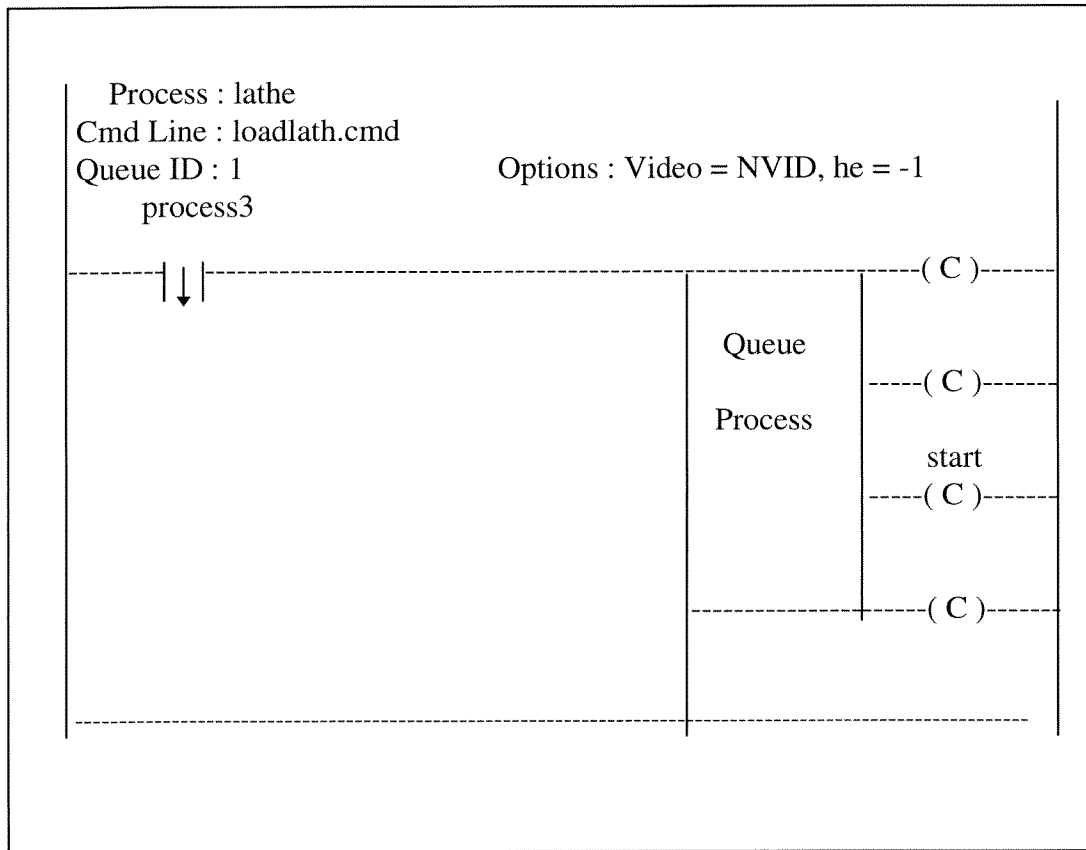 Process : lathe
Cmd Line : loadlath.cmd
Queue ID : 1
Options : Video = NVID, he = -1
process3
( C )
Queue
( C )
Process
start
( C )
( C )